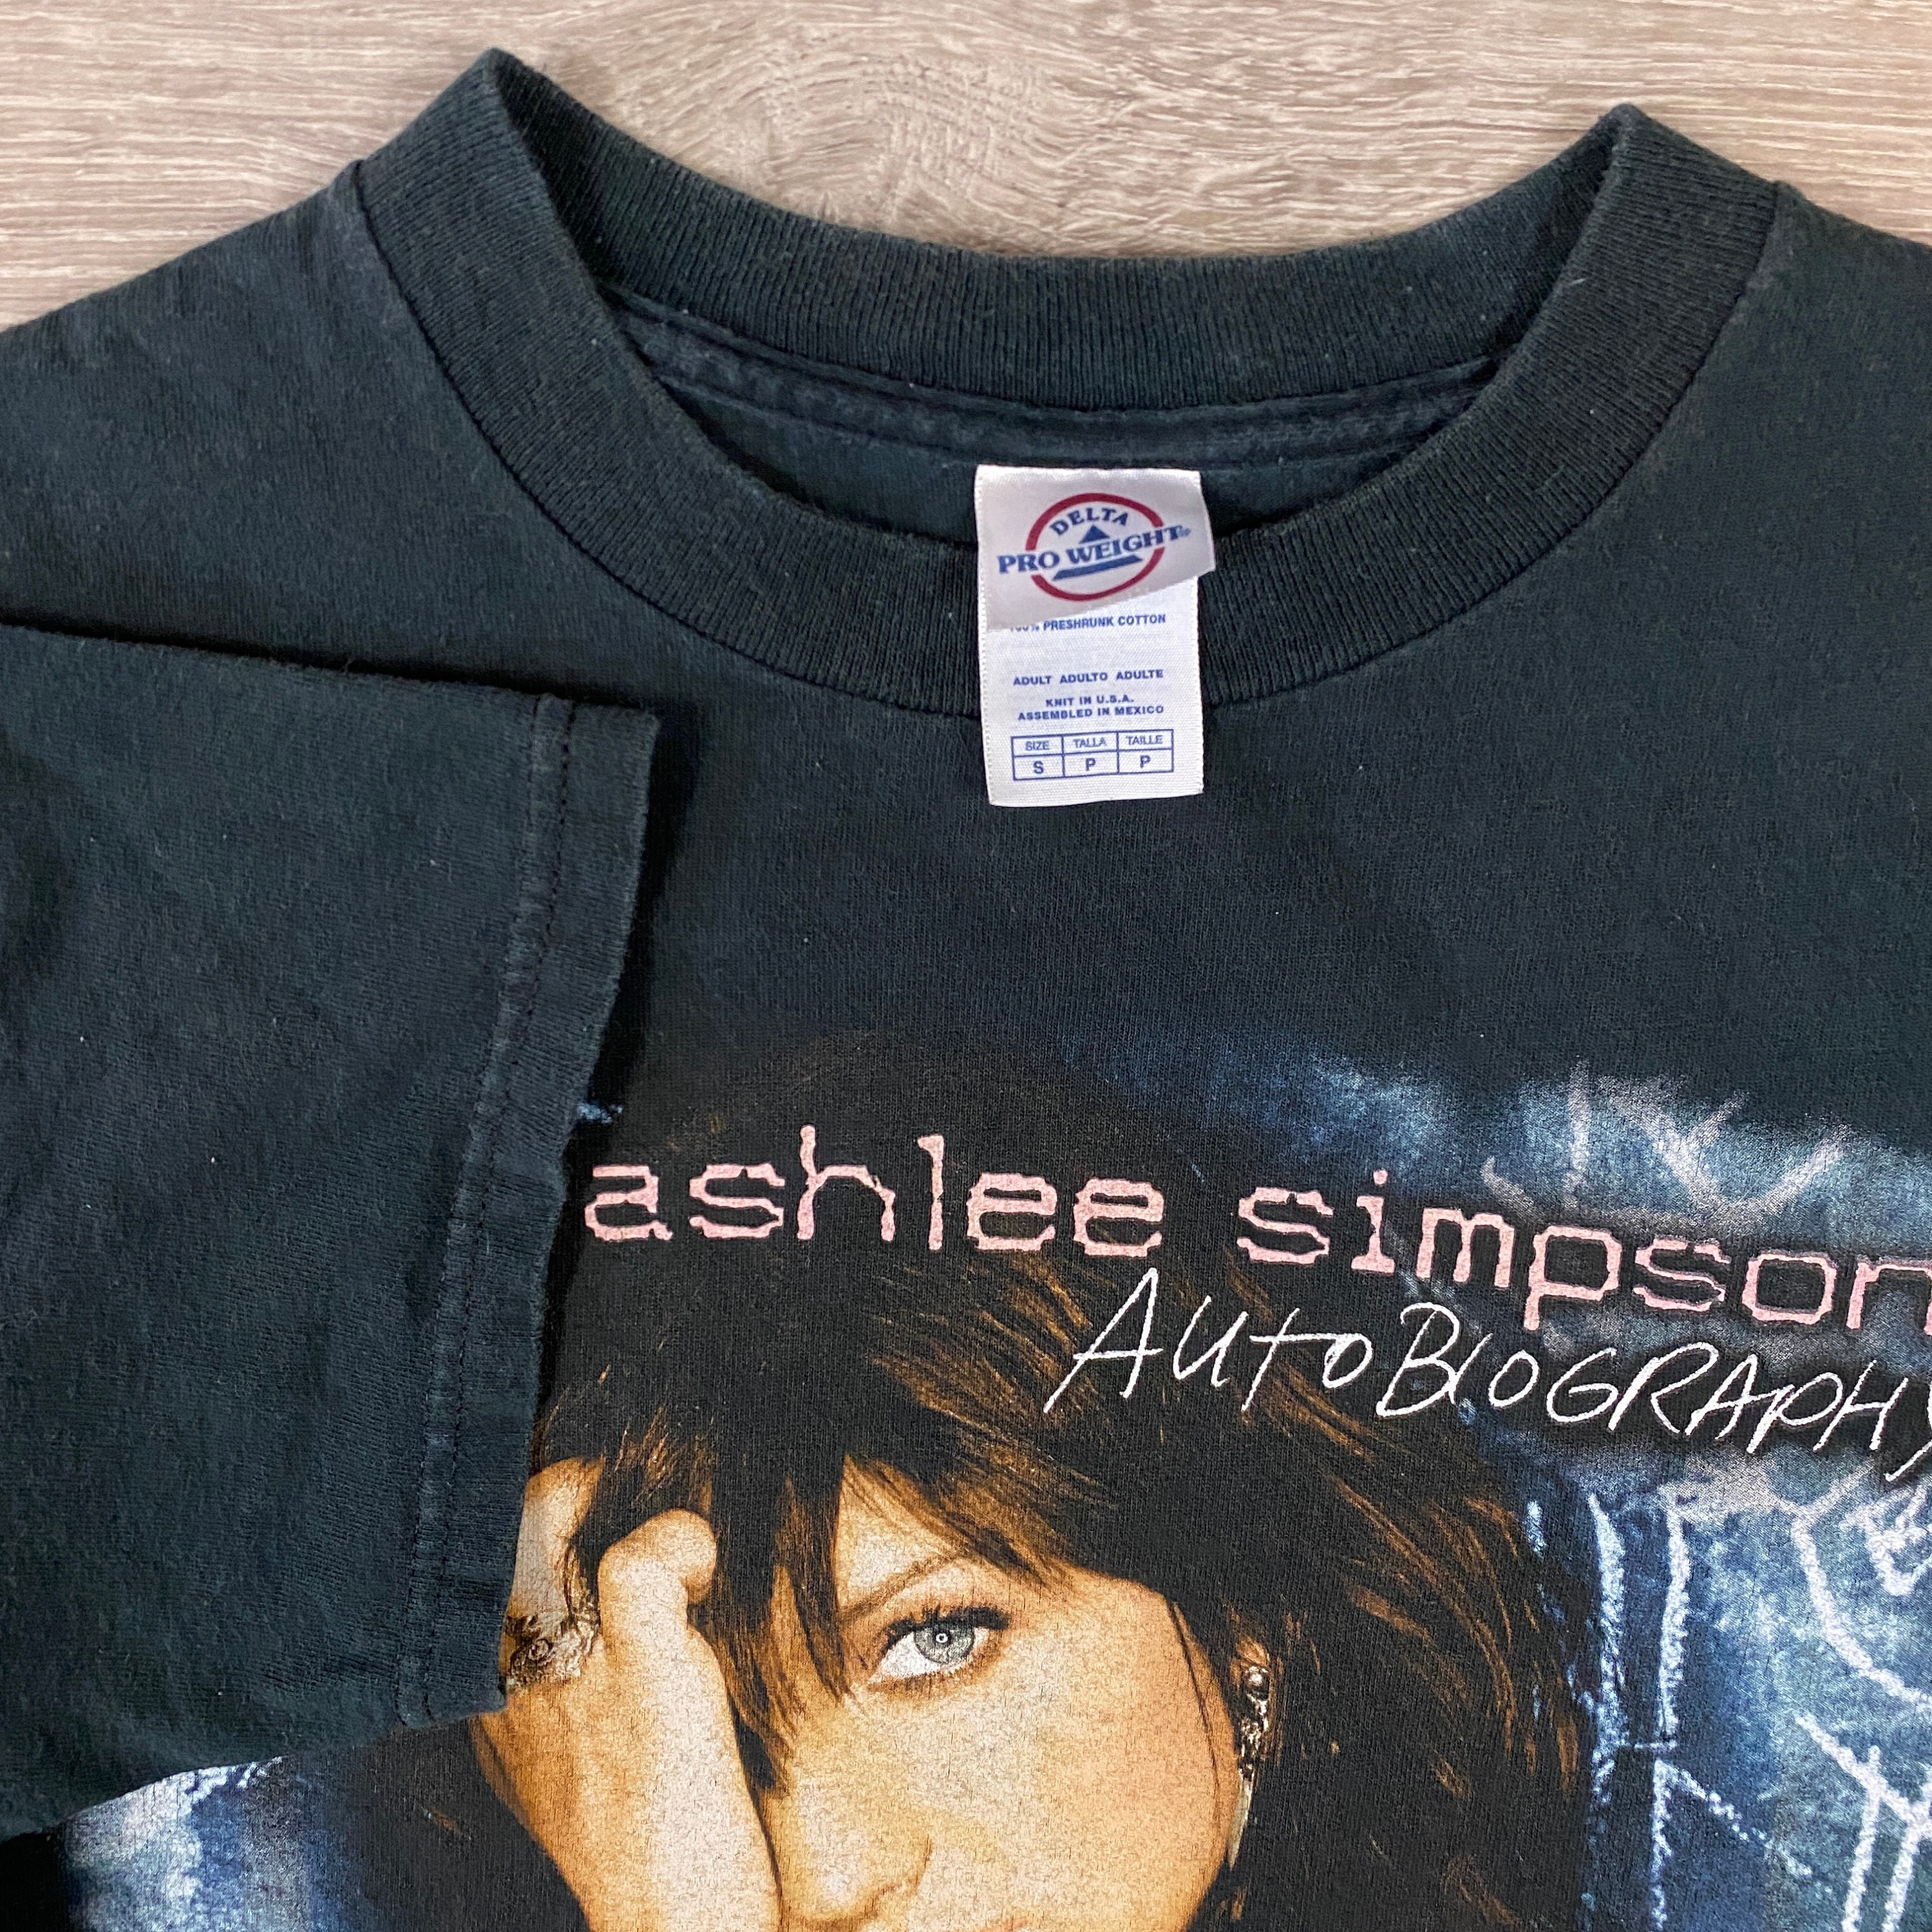 DELTA
PRO WEIGHT®
100% PRESHRUNK COTTON
ADULT ADULTO ADULTE
KNIT IN U.S.A.
ASSEMBLED IN MEXICO
SIZE TALLA TAILLE
S P P
ashlee simpson
AUTOBIOGRAPHY